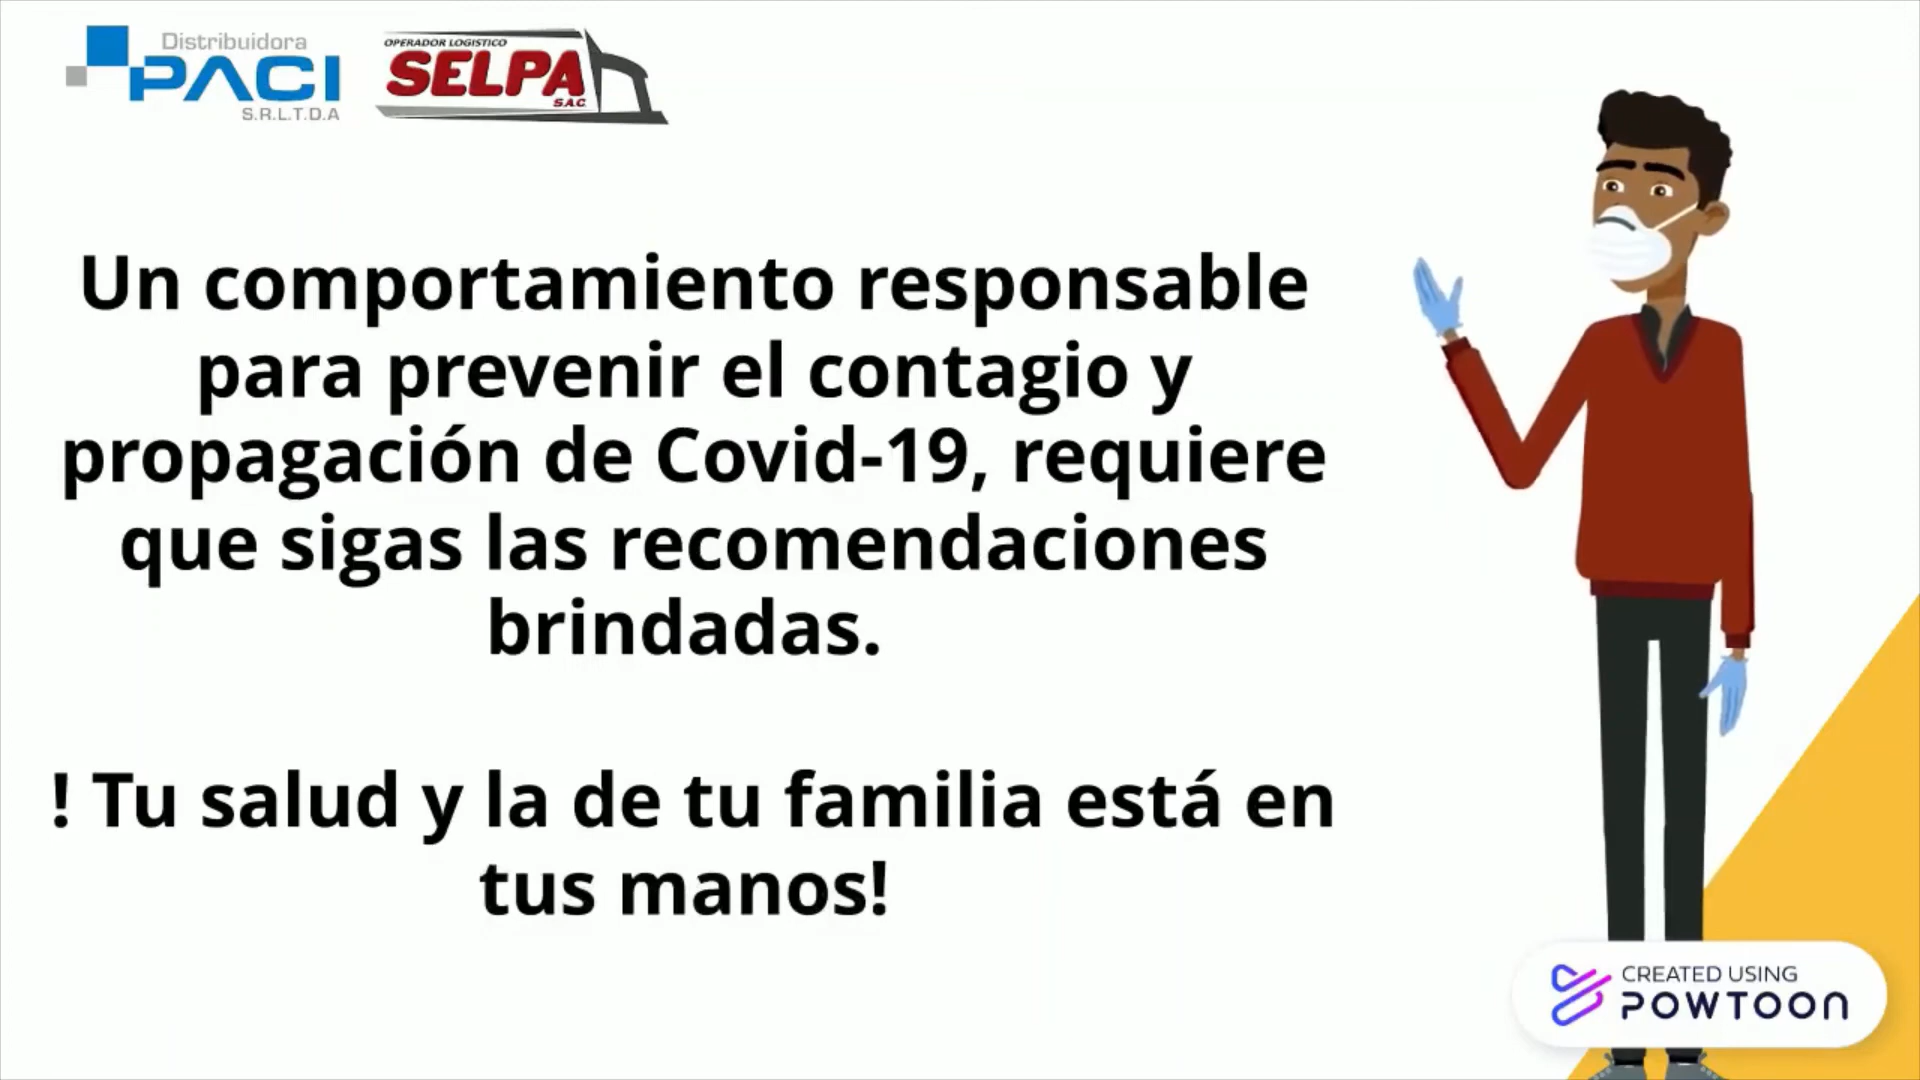 Distribuidora
PACI
S.R.L.T.D.A
OPERADOR LOGISTICO
SELPA
S.A.C.
Un comportamiento responsable
para prevenir el contagio y
propagación de Covid-19, requiere
que sigas las recomendaciones
brindadas.
! Tu salud y la de tu familia está en
tus manos!
CREATED USING
POWTOON